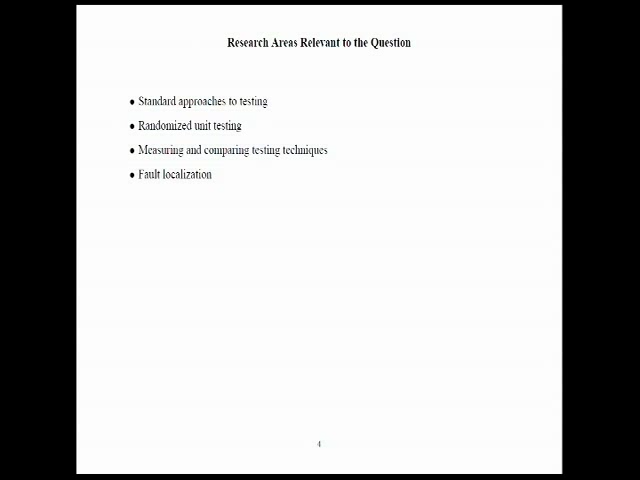 Research Areas Relevant to the Question
● Standard approaches to testing
● Randomized unit testing
● Measuring and comparing testing techniques
● Fault localization
4